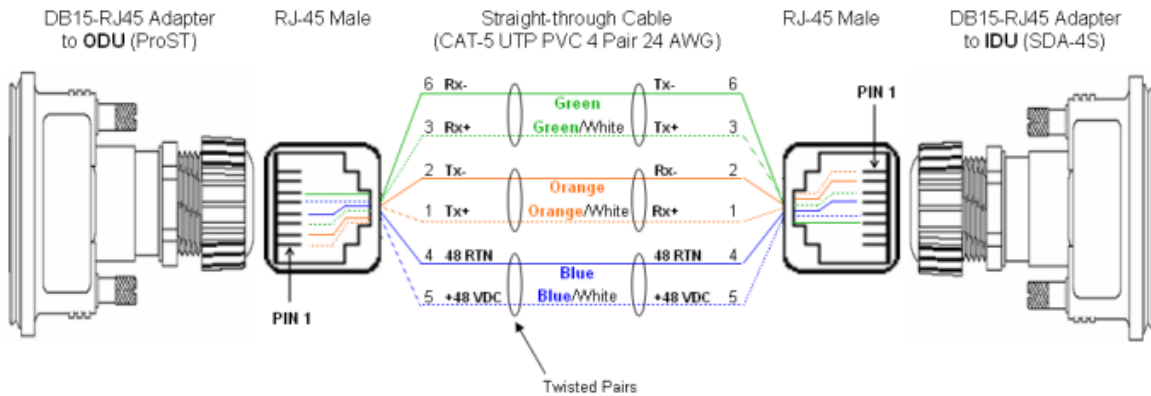 DB15-RJ45 Adapter
to ODU (ProST)
RJ-45 Male
Straight-through Cable
(CAT-5 UTP PVC 4 Pair 24 AWG)
RJ-45 Male
DB15-RJ45 Adapter
to IDU (SDA-4S)
6 Rx- Tx- 6
Green
3 Rx+ Green/White Tx+ 3
2 Tx- Rx- 2
Orange
1 Tx+ Orange/White Rx+ 1
4 48 RTN 48 RTN 4
Blue
5 +48 VDC Blue/White +48 VDC 5
PIN 1
PIN 1
Twisted Pairs